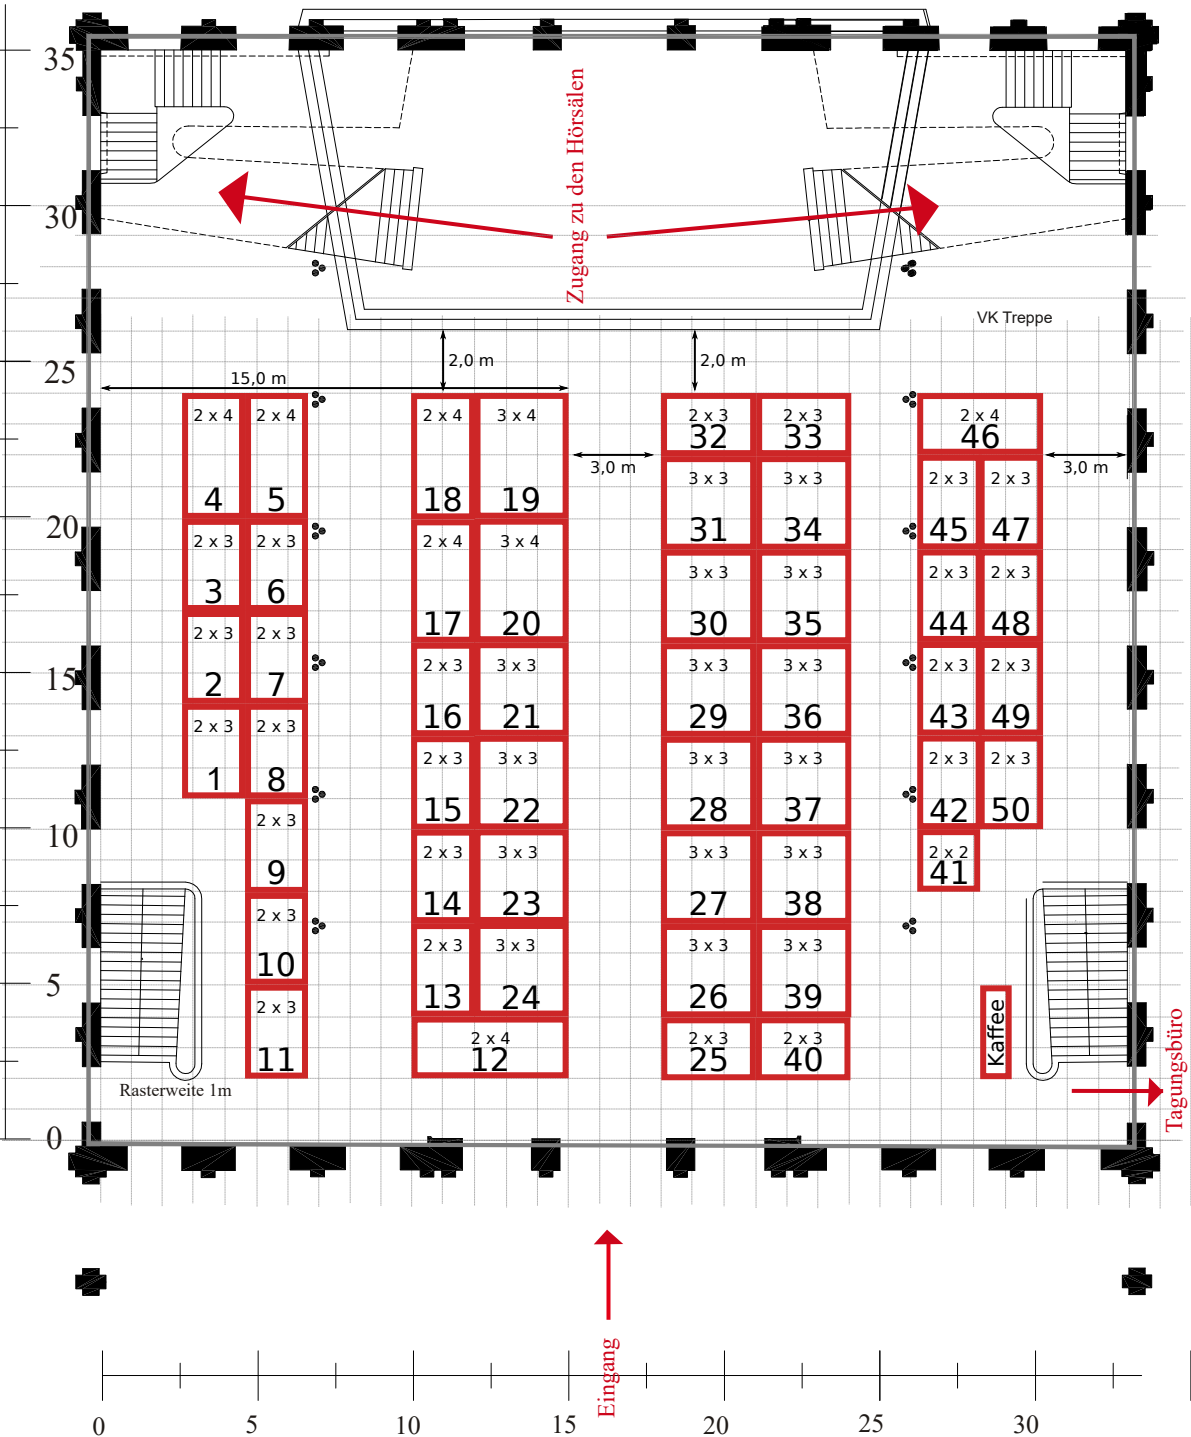 35
30
25
20
15
10
5
0
Zugang zu den Hörsälen
VK Treppe
2,0 m
2,0 m
15,0 m
3,0 m
3,0 m
2 x 4
4
2 x 4
5
2 x 3
3
2 x 3
6
2 x 3
2
2 x 3
7
2 x 3
1
2 x 3
8
2 x 3
9
2 x 3
10
2 x 3
11
2 x 4
18
3 x 4
19
2 x 4
17
3 x 4
20
2 x 3
16
3 x 3
21
2 x 3
15
3 x 3
22
2 x 3
14
3 x 3
23
2 x 3
13
3 x 3
24
2 x 4
12
2 x 3
32
2 x 3
33
3 x 3
31
3 x 3
34
3 x 3
30
3 x 3
35
3 x 3
29
3 x 3
36
3 x 3
28
3 x 3
37
3 x 3
27
3 x 3
38
3 x 3
26
3 x 3
39
2 x 3
25
2 x 3
40
2 x 4
46
2 x 3
45
2 x 3
47
2 x 3
44
2 x 3
48
2 x 3
43
2 x 3
49
2 x 3
42
2 x 3
50
2 x 2
41
Kaffee
Tagungsbüro
Rasterweite 1m
Eingang
0 5 10 15 20 25 30